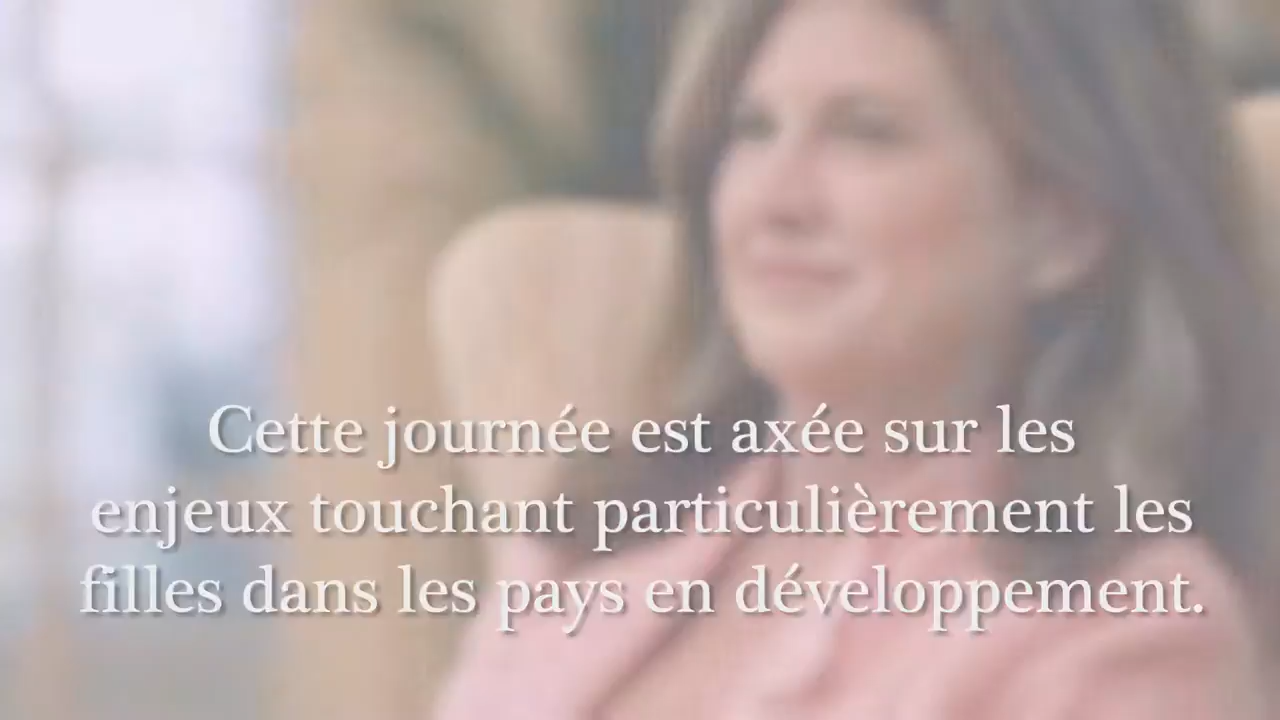 Cette journée est axée sur les
enjeux touchant particulièrement les
filles dans les pays en développement.